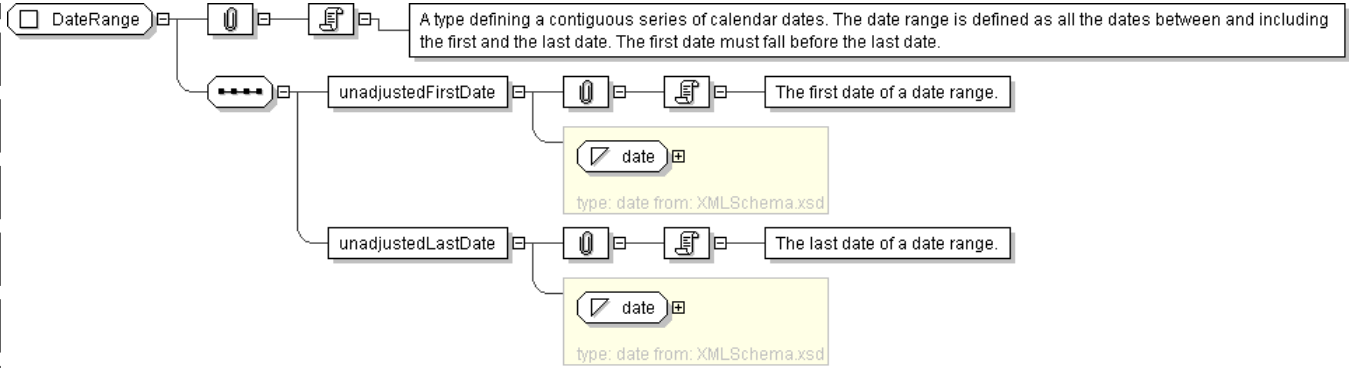 DateRange
A type defining a contiguous series of calendar dates. The date range is defined as all the dates between and including
the first and the last date. The first date must fall before the last date.
unadjustedFirstDate
The first date of a date range.
date
type: date from: XMLSchema.xsd
unadjustedLastDate
The last date of a date range.
date
type: date from: XMLSchema.xsd